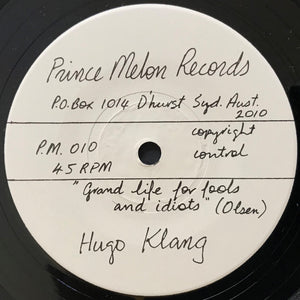 Prince Melon Records
P.O. Box 1014 D'hurst Syd. Aust.
2010
P.M. 010 copyright
45 RPM control
"Grand life for fools
and idiots" (Olsen)
Hugo Klang